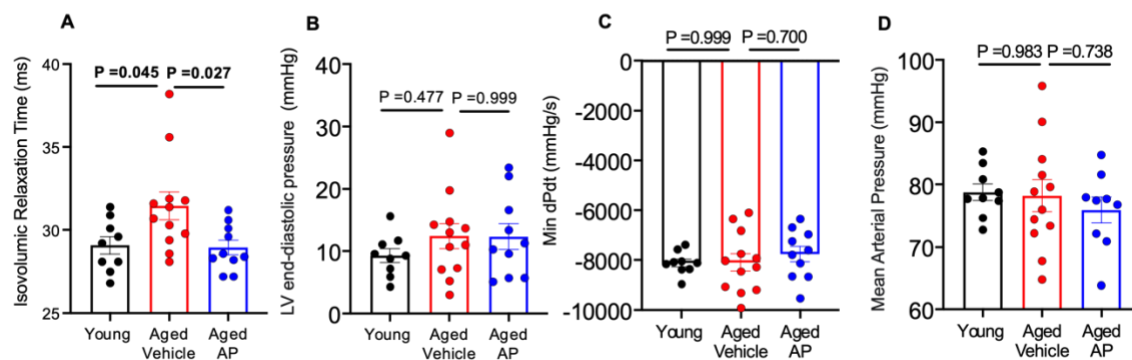 A
Isovolumic Relaxation Time (ms)
40
35
30
25
P =0.045
P =0.027
Young
Aged
Vehicle
Aged
AP
B
LV end-diastolic pressure (mmHg)
40
30
20
10
0
P =0.477
P =0.999
Young
Aged
Vehicle
Aged
AP
C
Min dPdt (mmHg/s)
P =0.999
P =0.700
0
-2000
-4000
-6000
-8000
-10000
Young
Aged
Vehicle
Aged
AP
D
Mean Arterial Pressure (mmHg)
100
90
80
70
60
P =0.983
P =0.738
Young
Aged
Vehicle
Aged
AP